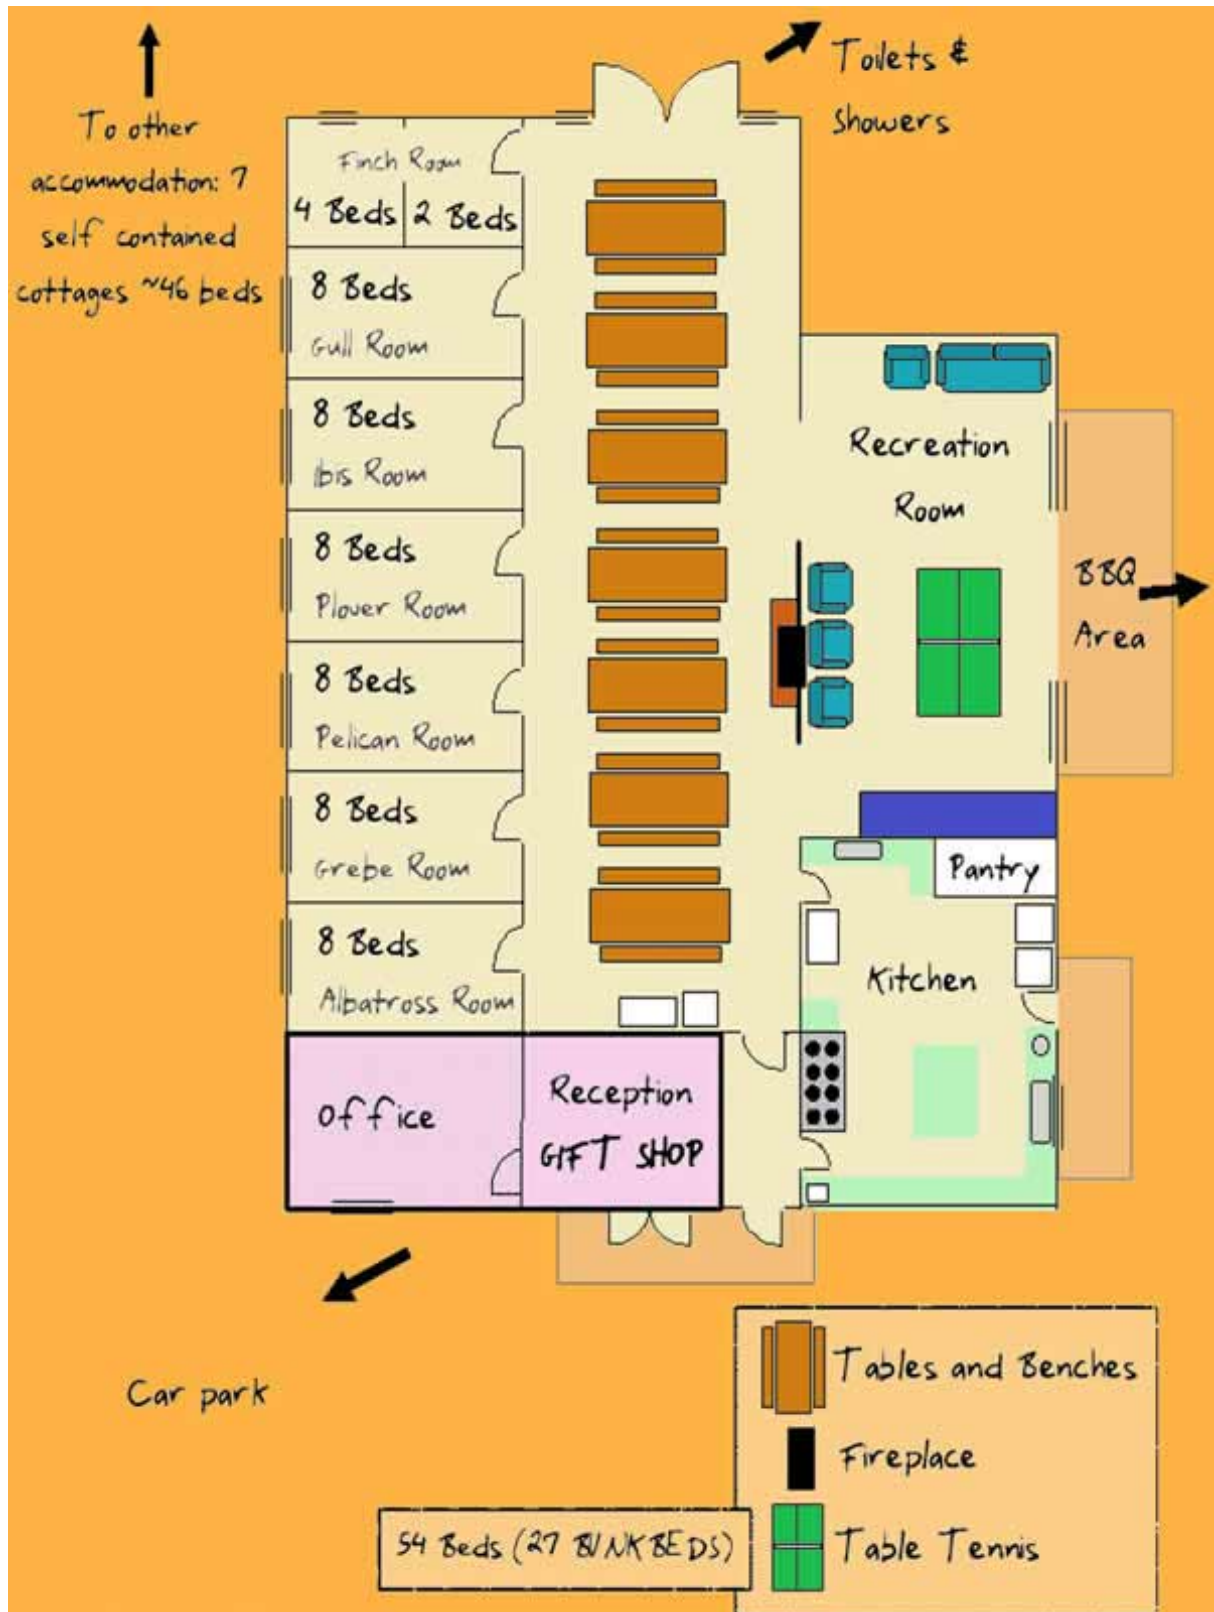 Toilets &
Showers
To other
accommodation: 7
self contained
cottages ~46 beds
Finch Room
4 Beds
2 Beds
8 Beds
Gull Room
8 Beds
Ibis Room
8 Beds
Plover Room
8 Beds
Pelican Room
8 Beds
Grebe Room
8 Beds
Albatross Room
Recreation
Room
BBQ
Area
Pantry
Kitchen
Office
Reception
GIFT SHOP
Car park
Tables and Benches
Fireplace
Table Tennis
54 Beds (27 BUNKBEDS)